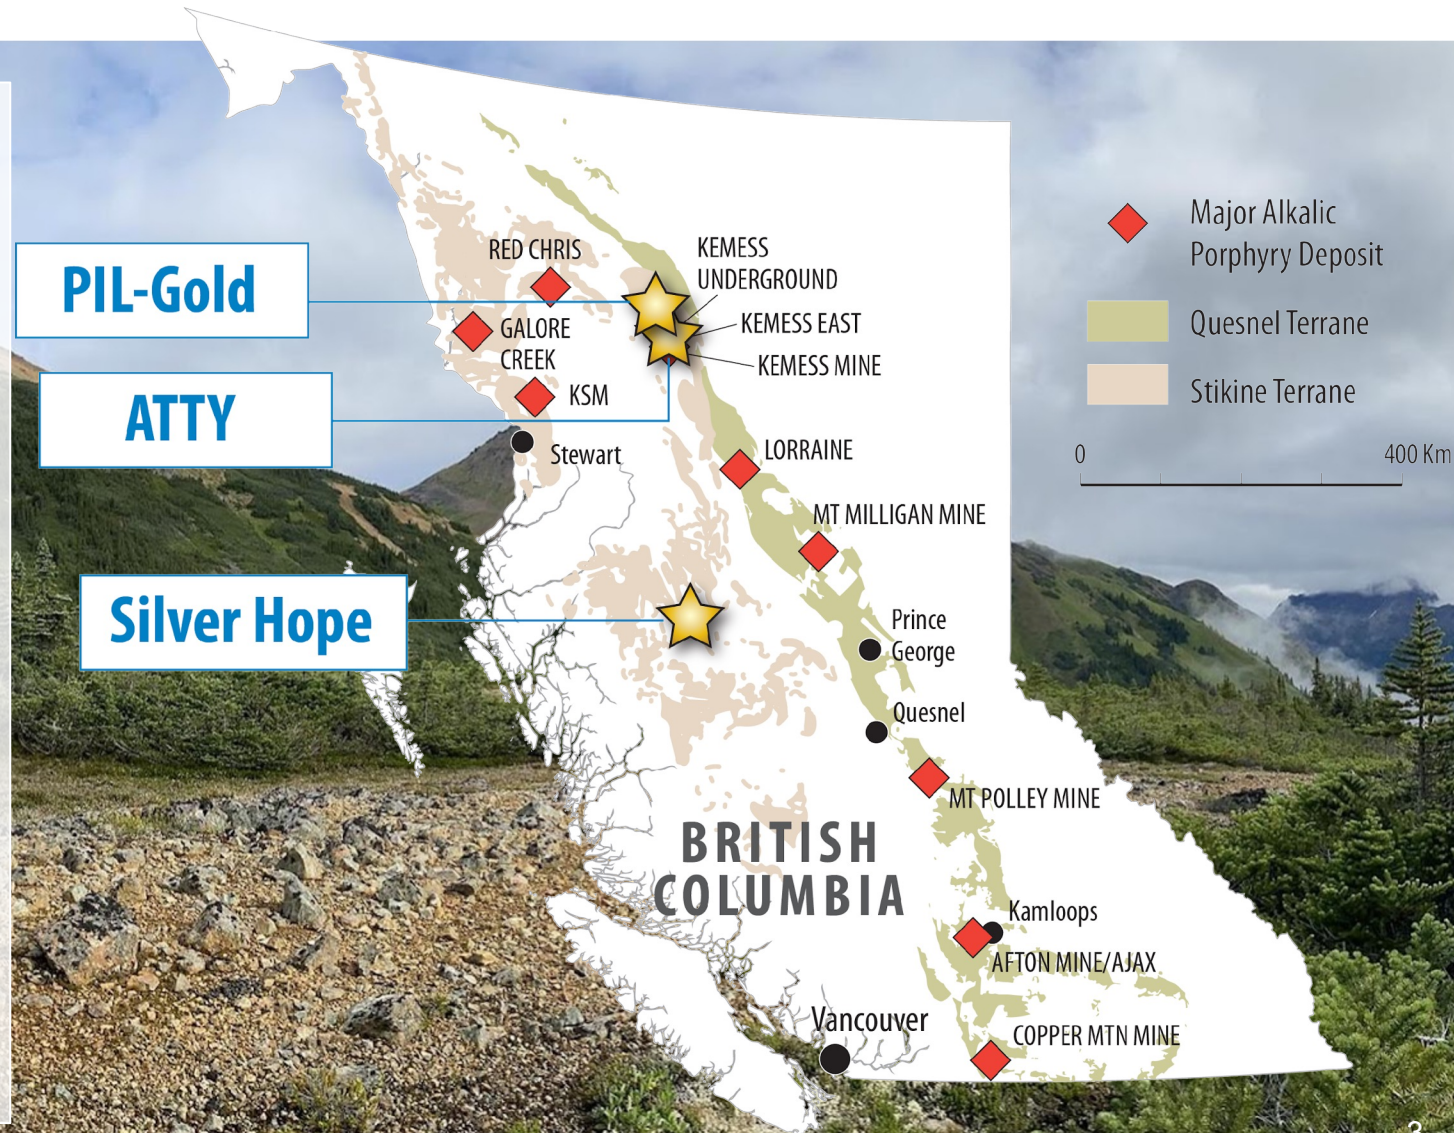 PIL-Gold
ATTY
Silver Hope
RED CHRIS
GALORE
CREEK
KSM
Stewart
KEMESS
UNDERGROUND
KEMESS EAST
KEMESS MINE
LORRAINE
MT MILLIGAN MINE
Prince
George
Quesnel
MT POLLEY MINE
BRITISH
COLUMBIA
Kamloops
AFTON MINE/AJAX
Vancouver
COPPER MTN MINE
Major Alkalic
Porphyry Deposit
Quesnel Terrane
Stikine Terrane
0
400 Km
3